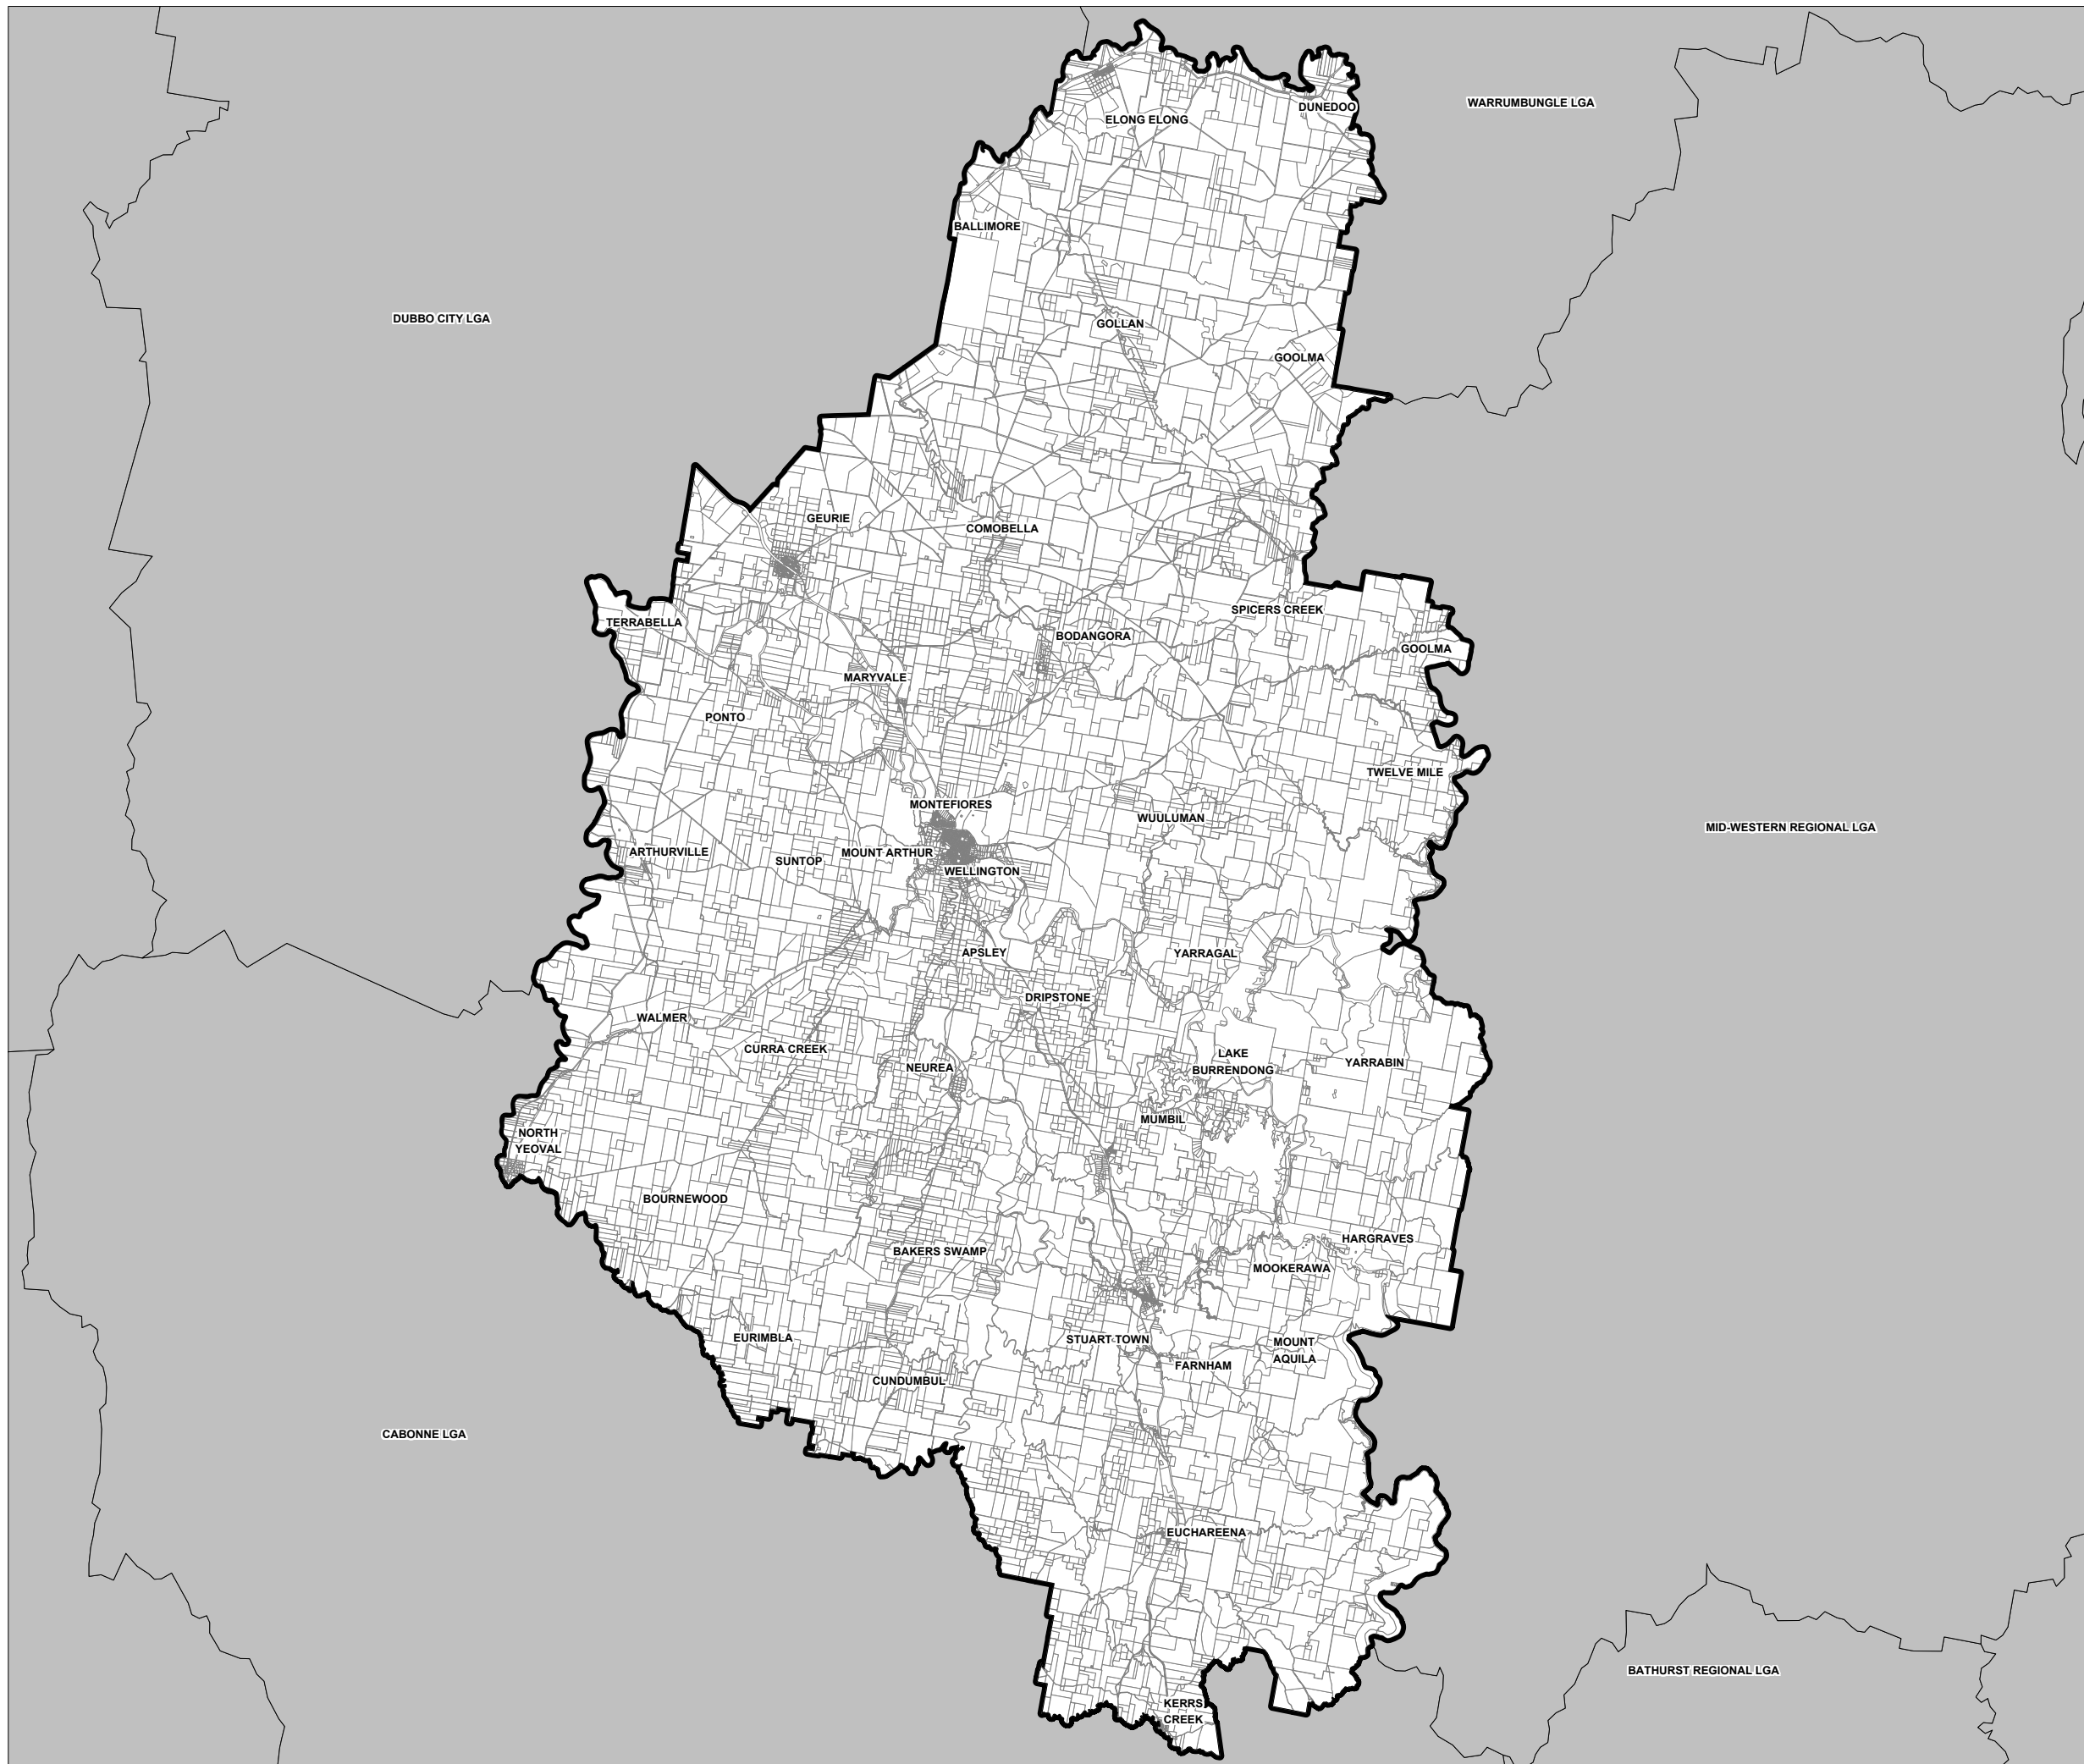 WARRUMBUNGLE LGA
DUNEDOO
ELONG ELONG
BALLIMORE
DUBBO CITY LGA
GOLLAN
GOOLMA
GEURIE
COMOBELLA
SPICERS CREEK
TERRABELLA
BODANGORA
GOOLMA
MARYVALE
PONTO
TWELVE MILE
MONTEFIORES
WUULUMAN
MID-WESTERN REGIONAL LGA
ARTHURVILLE
MOUNT ARTHUR
SUNTOP
WELLINGTON
APSLEY
YARRAGAL
DRIPSTONE
WALMER
CURRA CREEK
LAKE
BURRENDONG
YARRABIN
NEUREA
MUMBIL
NORTH
YEOVAL
BOURNEWOOD
HARGRAVES
BAKERS SWAMP
MOOKERAWA
EURIMBLA
STUART TOWN
MOUNT
AQUILA
FARNHAM
CUNDUMBUL
CABONNE LGA
EUCHAREENA
BATHURST REGIONAL LGA
KERRS
CREEK